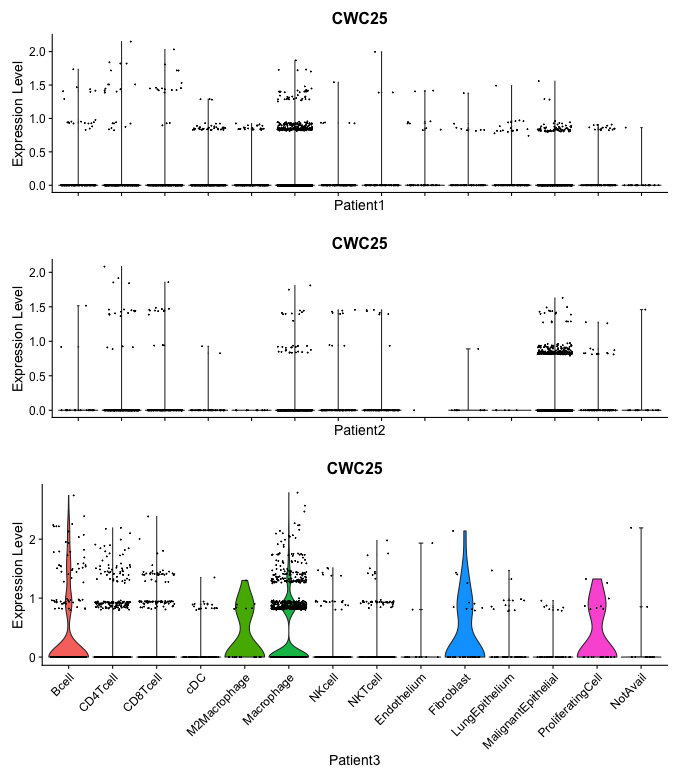 CWC25
Expression Level
2.0
1.5
1.0
0.5
0.0
Patient1
CWC25
Expression Level
2.0
1.5
1.0
0.5
0.0
Patient2
CWC25
Expression Level
2
1
0
Bcell
CD4Tcell
CD8Tcell
cDC
M2Macrophage
Macrophage
NKcell
NKTcell
Endothelium
Fibroblast
LungEpithelium
MalignantEpithelial
ProliferatingCell
NotAvail
Patient3